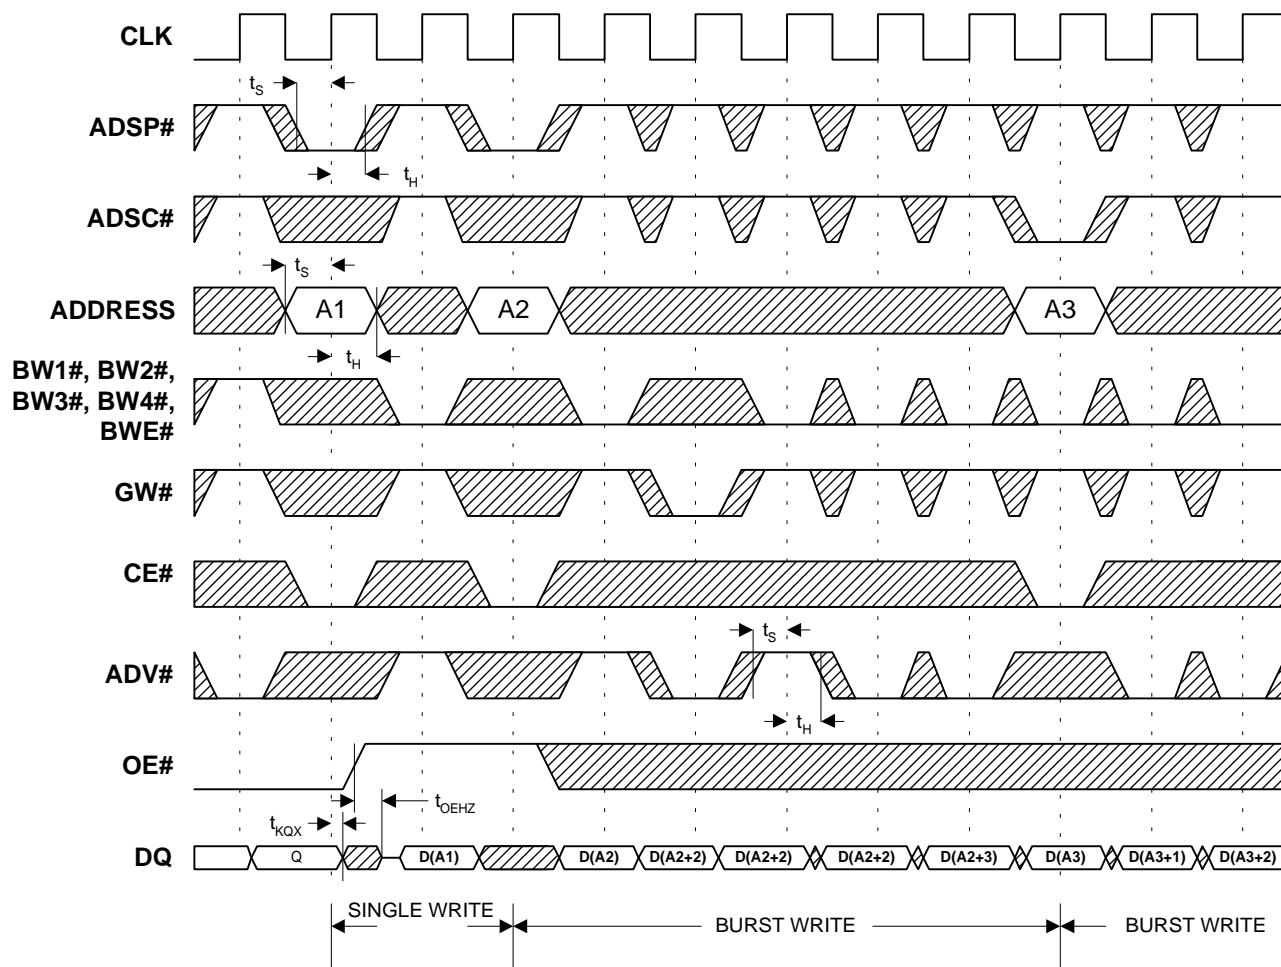 CLK
tS
ADSP#
tH
ADSC#
tS
ADDRESS A1 A2 A3
tH
BW1#, BW2#,
BW3#, BW4#,
BWE#
GW#
CE#
tS
ADV#
tH
OE#
tOEHZ
tKQX
DQ Q D(A1) D(A2) D(A2+2) D(A2+2) D(A2+2) D(A2+3) D(A3) D(A3+1) D(A3+2)
SINGLE WRITE BURST WRITE BURST WRITE